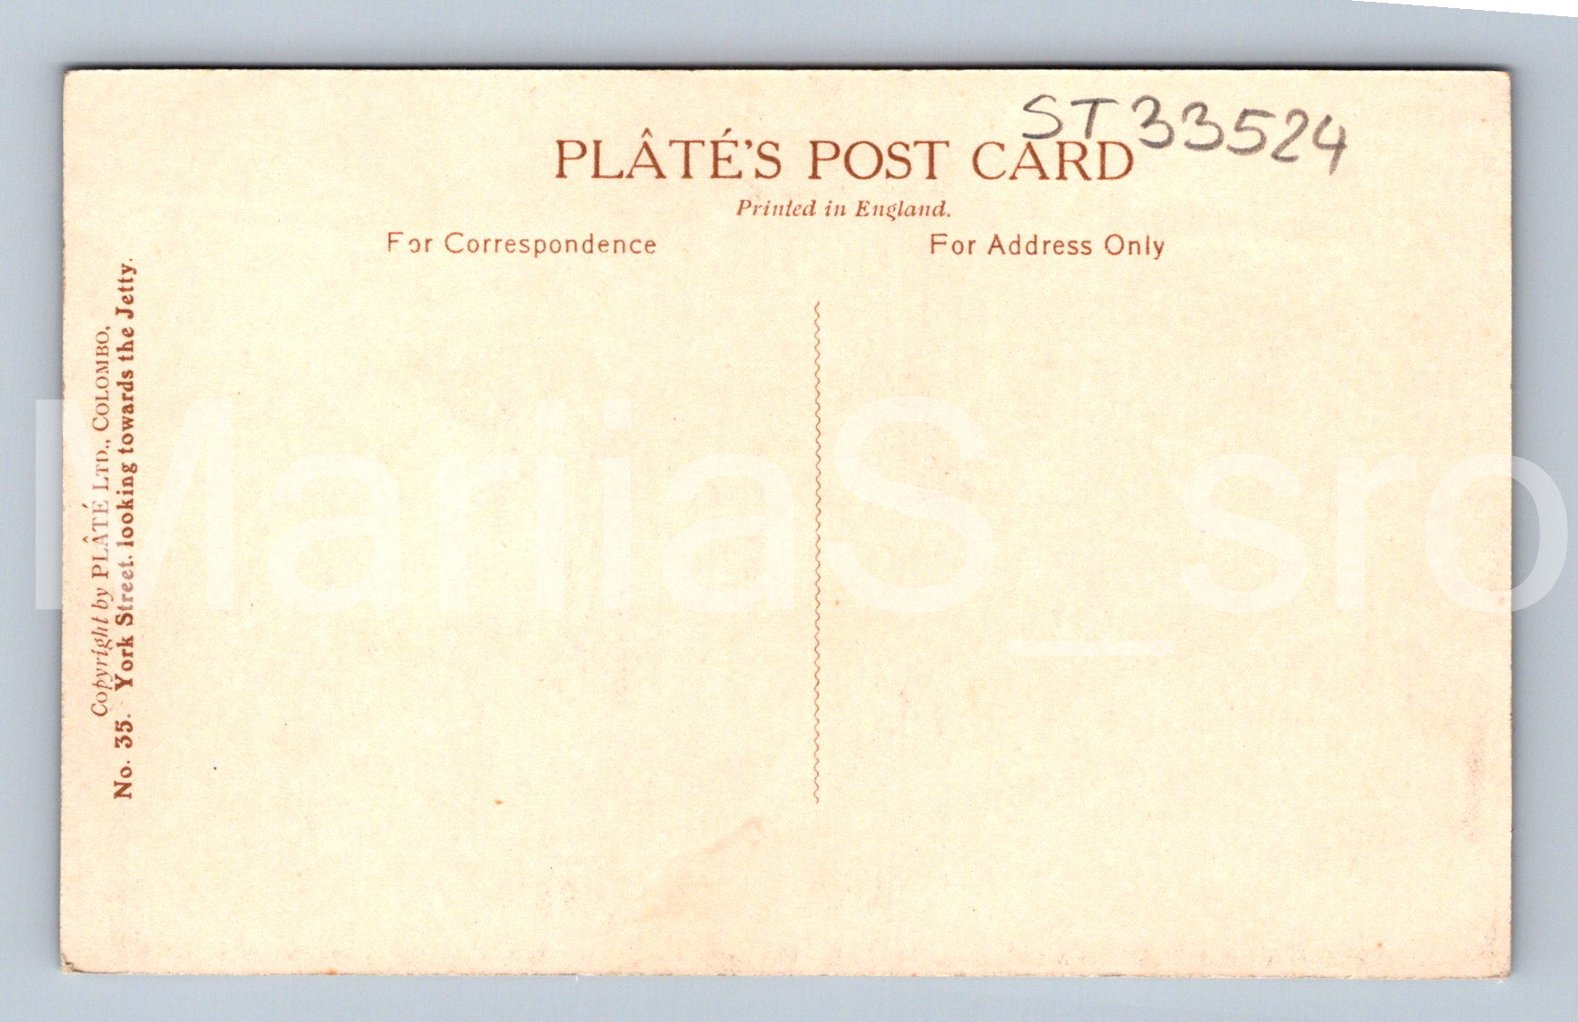 ST33524
PLÂTÉ'S POST CARD
Printed in England.
For Correspondence
For Address Only
Copyright by PLÂTÉ LTD., COLOMBO,
No. 35. York Street. looking towards the Jetty.
MariaS_sro